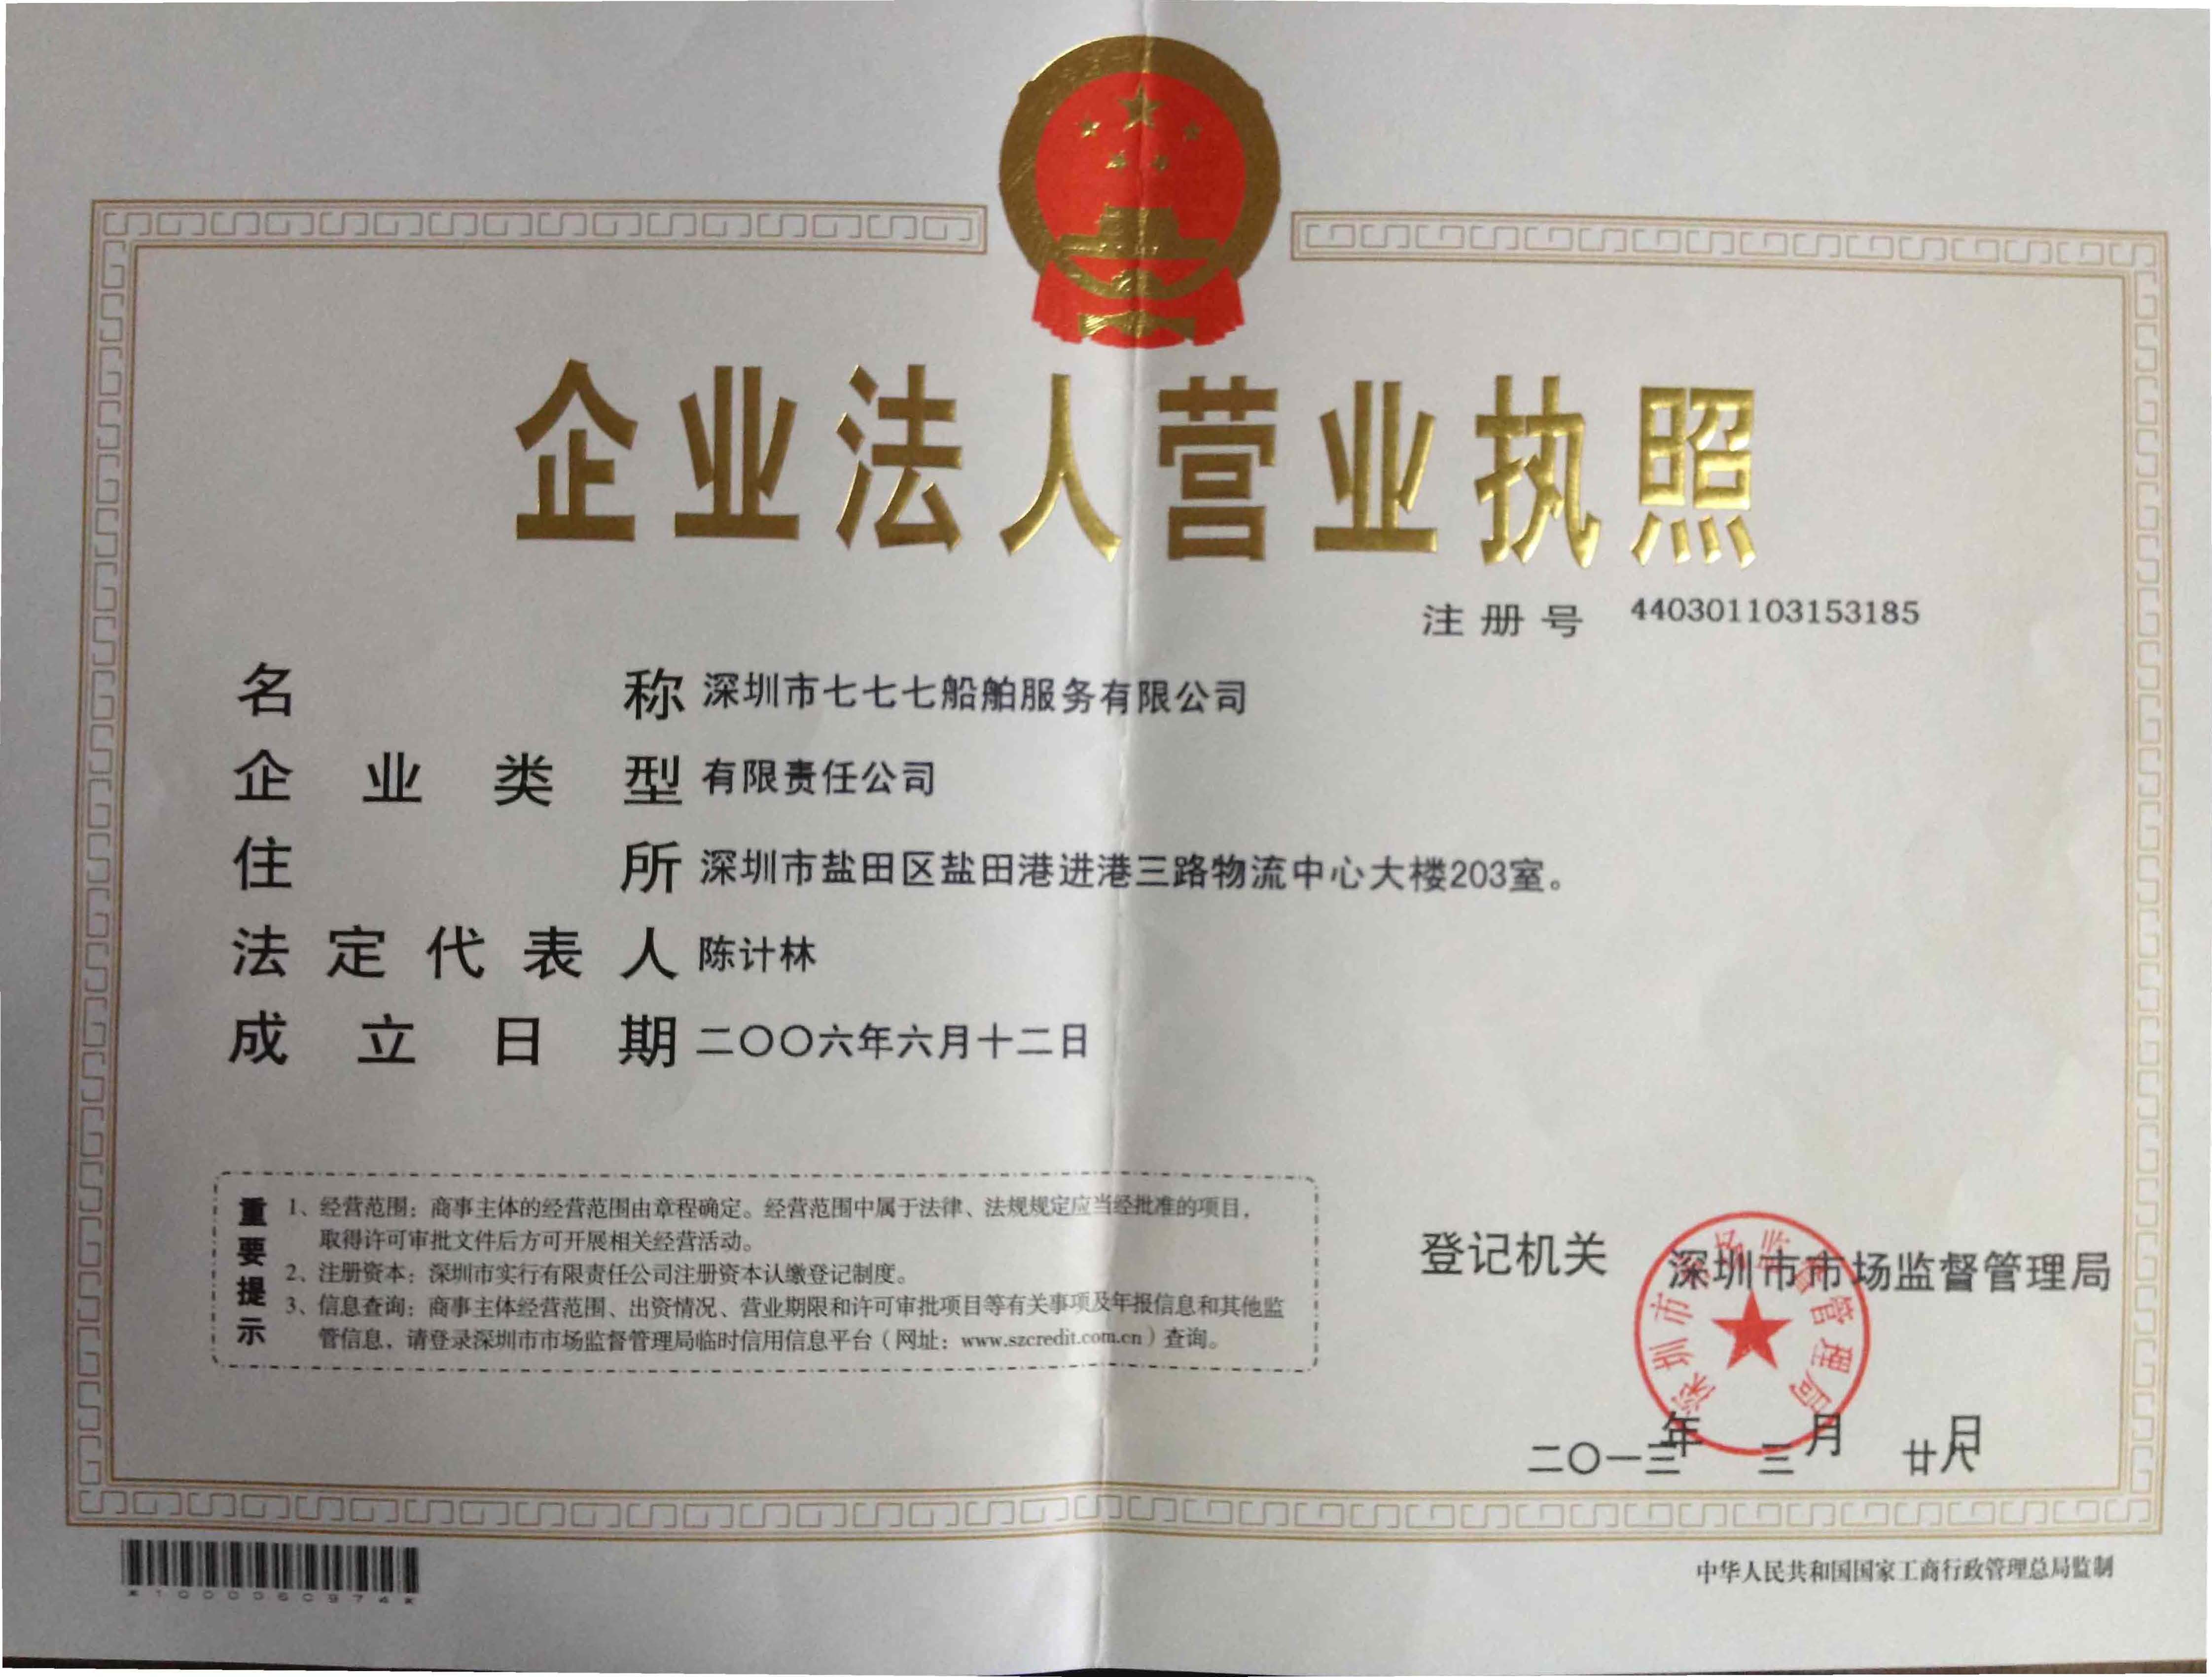 企业法人营业执照
注册号 440301103153185
名称 深圳市七七七船舶服务有限公司
企业类型 有限责任公司
住所 深圳市盐田区盐田港进港三路物流中心大楼203室。
法定代表人 陈计林
成立日期 二〇〇六年六月十二日
重要提示
1、经营范围：商事主体的经营范围由章程确定。经营范围中属于法律、法规规定应当经批准的项目，
取得许可审批文件后方可开展相关经营活动。
2、注册资本：深圳市实行有限责任公司注册资本认缴登记制度。
3、信息查询：商事主体经营范围、出资情况、营业期限和许可审批项目等有关事项及年报信息和其他监
管信息，请登录深圳市市场监督管理局临时信用信息平台（网址：www.szcredit.com.cn）查询。
登记机关 深圳市市场监督管理局
深圳市市场监督管理局
二〇一三年三月廿八日
中华人民共和国国家工商行政管理总局监制